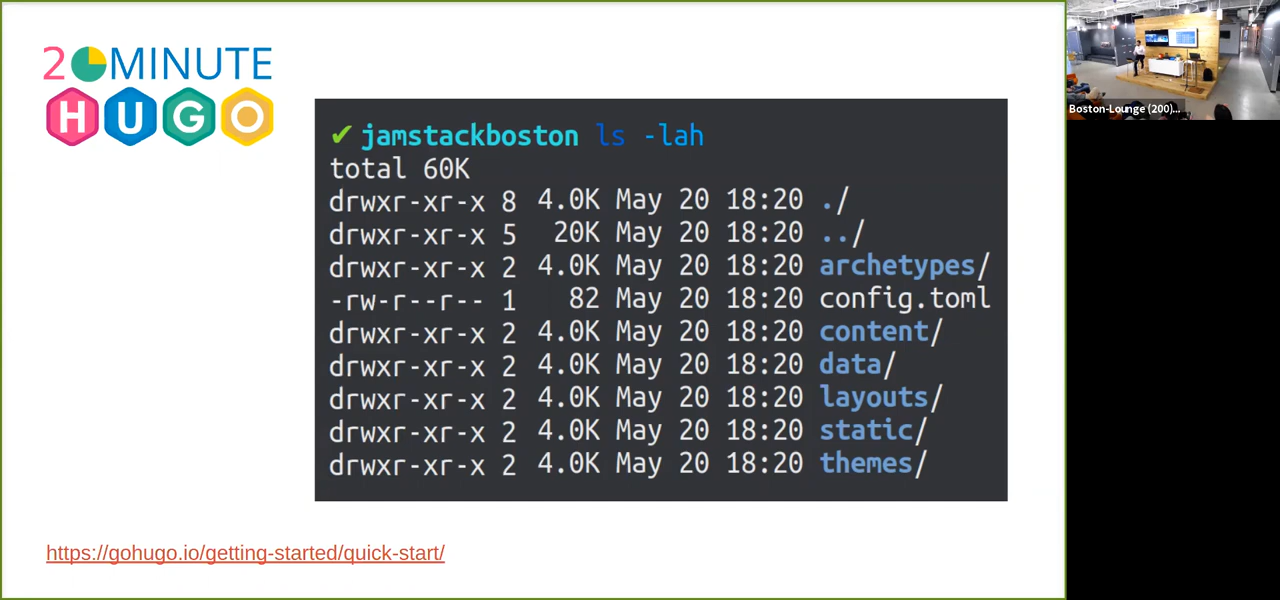 20MINUTE
HUGO
✔ jamstackboston ls -lah
total 60K
drwxr-xr-x 8 4.0K May 20 18:20 ./
drwxr-xr-x 5 20K May 20 18:20 ../
drwxr-xr-x 2 4.0K May 20 18:20 archetypes/
-rw-r--r-- 1 82 May 20 18:20 config.toml
drwxr-xr-x 2 4.0K May 20 18:20 content/
drwxr-xr-x 2 4.0K May 20 18:20 data/
drwxr-xr-x 2 4.0K May 20 18:20 layouts/
drwxr-xr-x 2 4.0K May 20 18:20 static/
drwxr-xr-x 2 4.0K May 20 18:20 themes/
https://gohugo.io/getting-started/quick-start/
Boston-Lounge (200)...